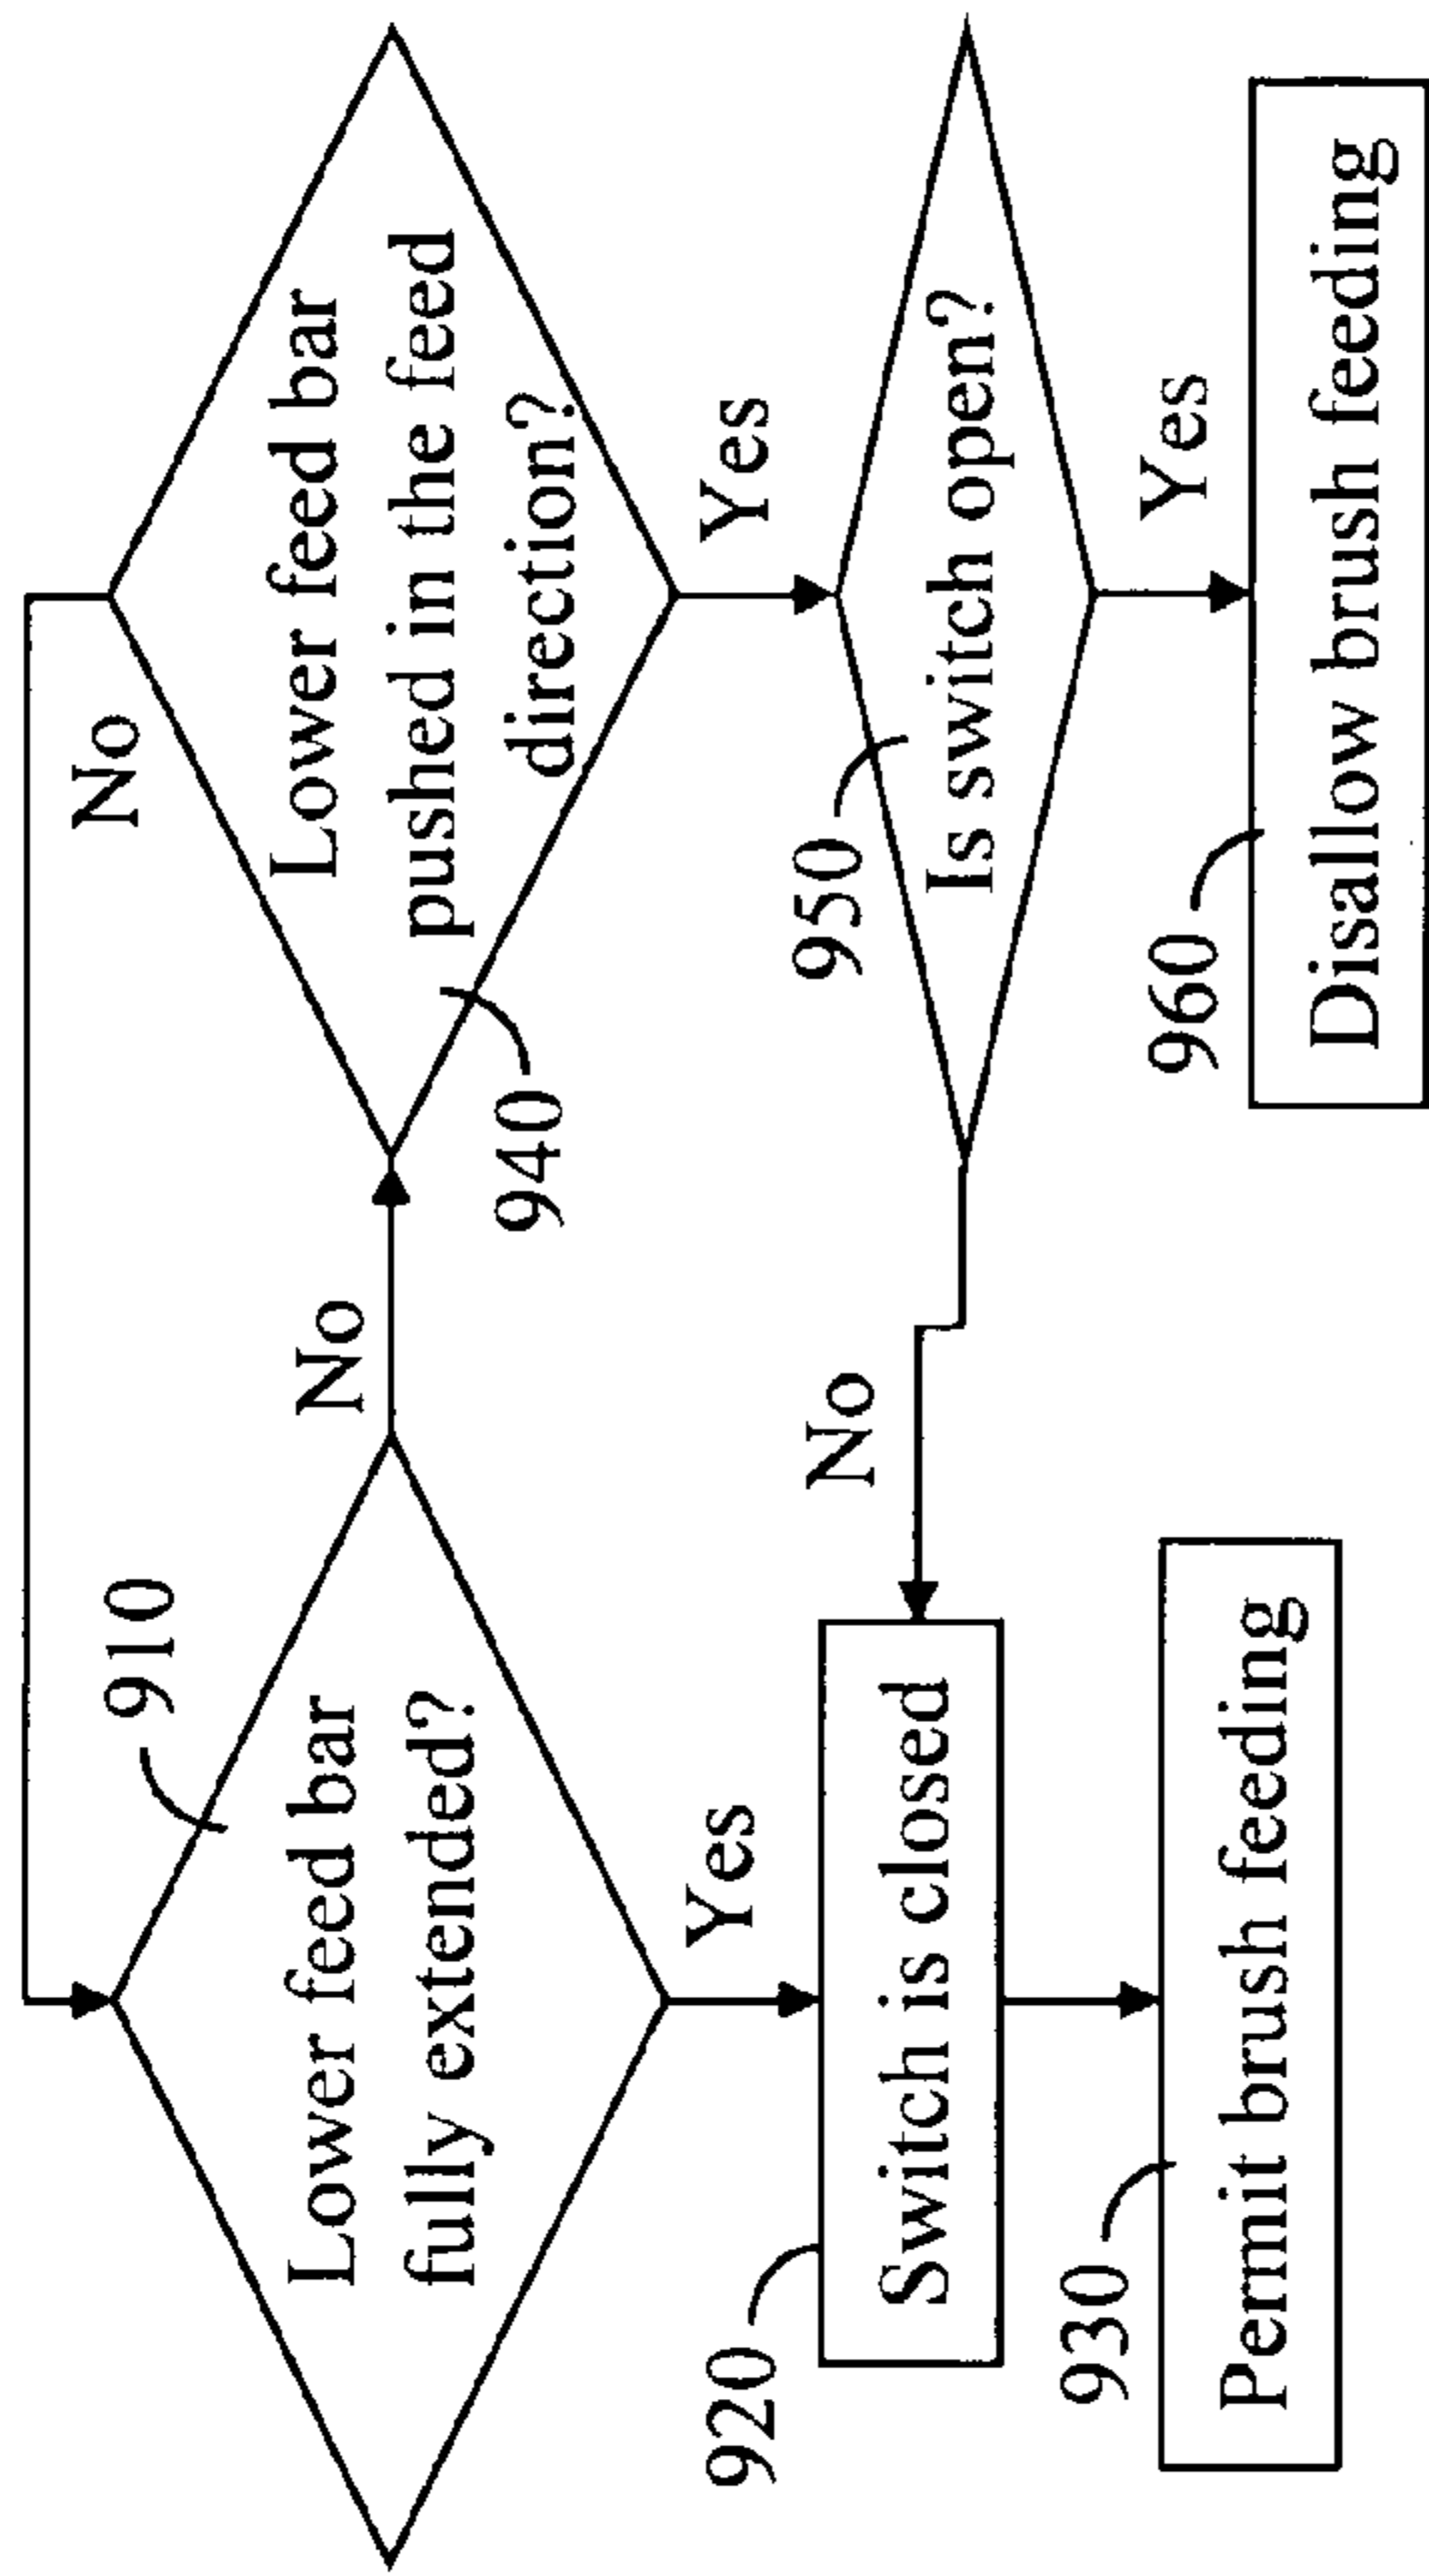 No
910
Lower feed bar
fully extended?
No
940
Lower feed bar
pushed in the feed
direction?
Yes
Yes
920
Switch is closed
No
950
Is switch open?
Yes
930
Permit brush feeding
960
Disallow brush feeding